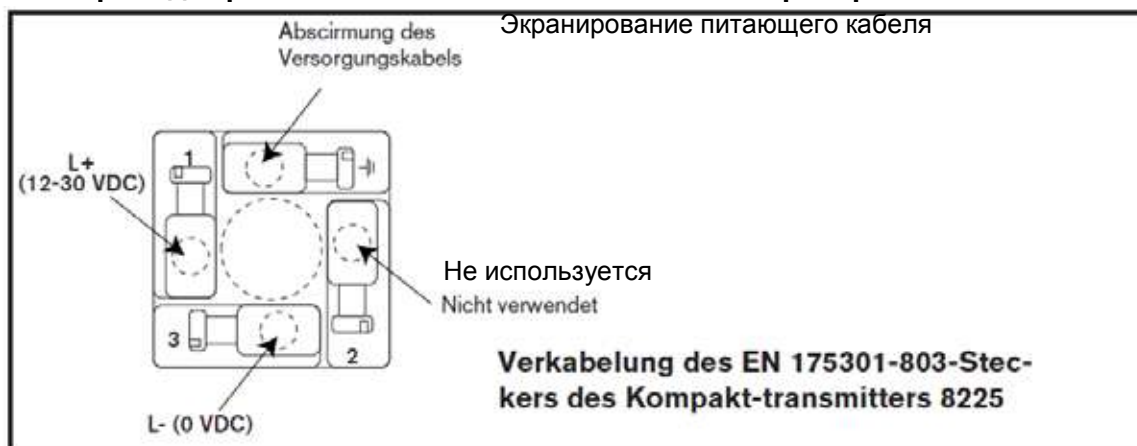 Экранирование питающего кабеля
Abscirmung des
Versorgungskabels
1
L+
(12-30 VDC)
Не используется
Nicht verwendet
3
2
Verkabelung des EN 175301-803-Stec-
kers des Kompakt-transmitters 8225
L- (0 VDC)